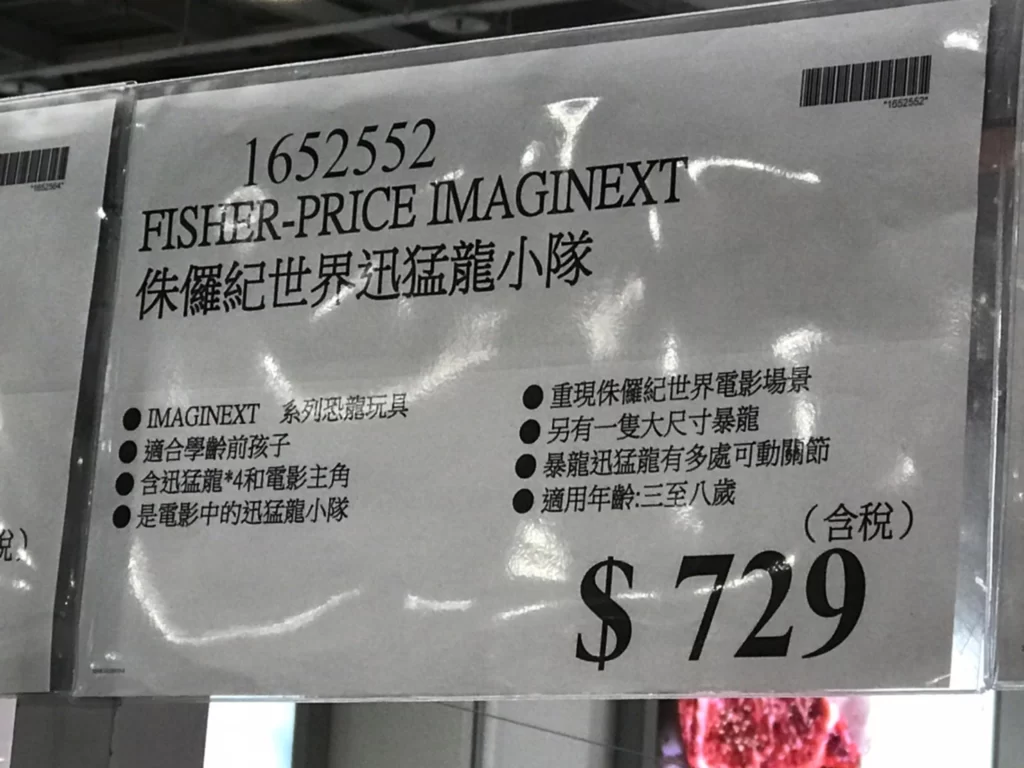 *1652564*
稅)
*1652552*
1652552
FISHER-PRICE IMAGINEXT
侏儸紀世界迅猛龍小隊
● IMAGINEXT 系列恐龍玩具
● 適合學齡前孩子
● 含迅猛龍*4和電影主角
● 是電影中的迅猛龍小隊
● 重現侏儸紀世界電影場景
● 另有一隻大尺寸暴龍
● 暴龍迅猛龍有多處可動關節
● 適用年齡:三至八歲
(含稅)
$ 729